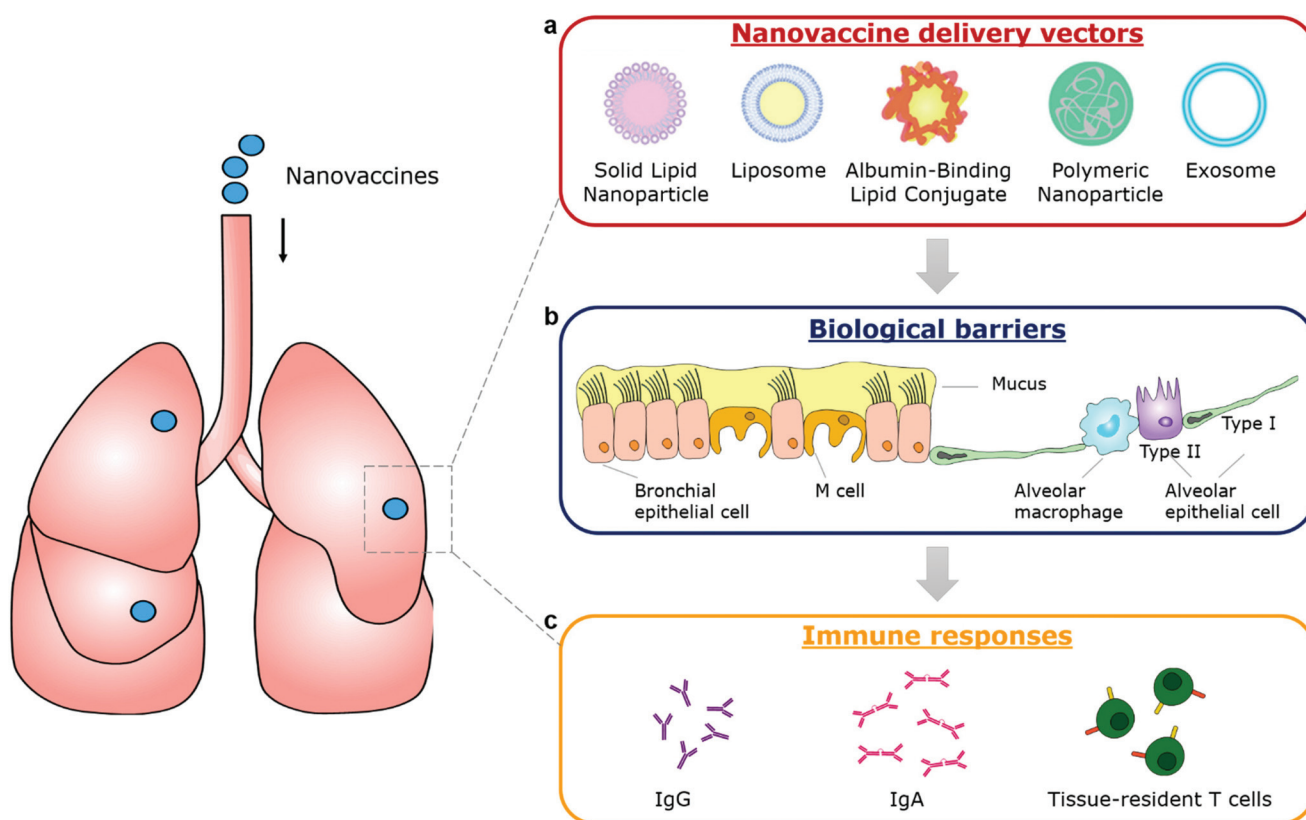 Nanovaccines
a
Nanovaccine delivery vectors
Solid Lipid
Nanoparticle
Liposome
Albumin-Binding
Lipid Conjugate
Polymeric
Nanoparticle
Exosome
b
Biological barriers
Mucus
Type I
Type II
Bronchial
epithelial cell
M cell
Alveolar
macrophage
Alveolar
epithelial cell
c
Immune responses
IgG
IgA
Tissue-resident T cells